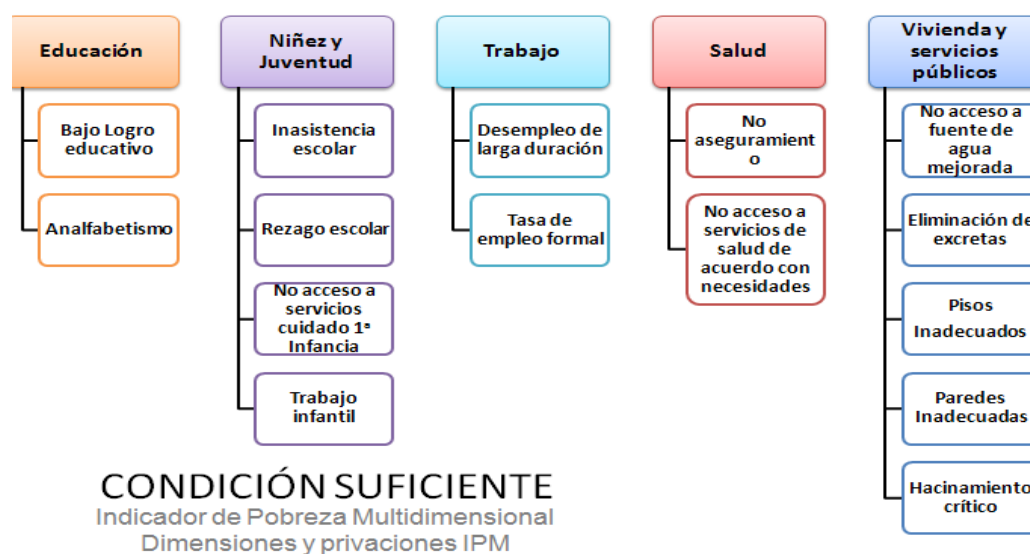 Educación
Bajo Logro
educativo
Analfabetismo
Niñez y
Juventud
Inasistencia
escolar
Rezago escolar
No acceso a
servicios
cuidado 1ª
Infancia
Trabajo
infantil
Trabajo
Desempleo de
larga duración
Tasa de
empleo formal
Salud
No
aseguramient
o
No acceso a
servicios de
salud de
acuerdo con
necesidades
Vivienda y
servicios
públicos
No acceso a
fuente de
agua
mejorada
Eliminación de
excretas
Pisos
Inadecuados
Paredes
Inadecuadas
Hacinamiento
crítico
CONDICIÓN SUFICIENTE
Indicador de Pobreza Multidimensional
Dimensiones y privaciones IPM